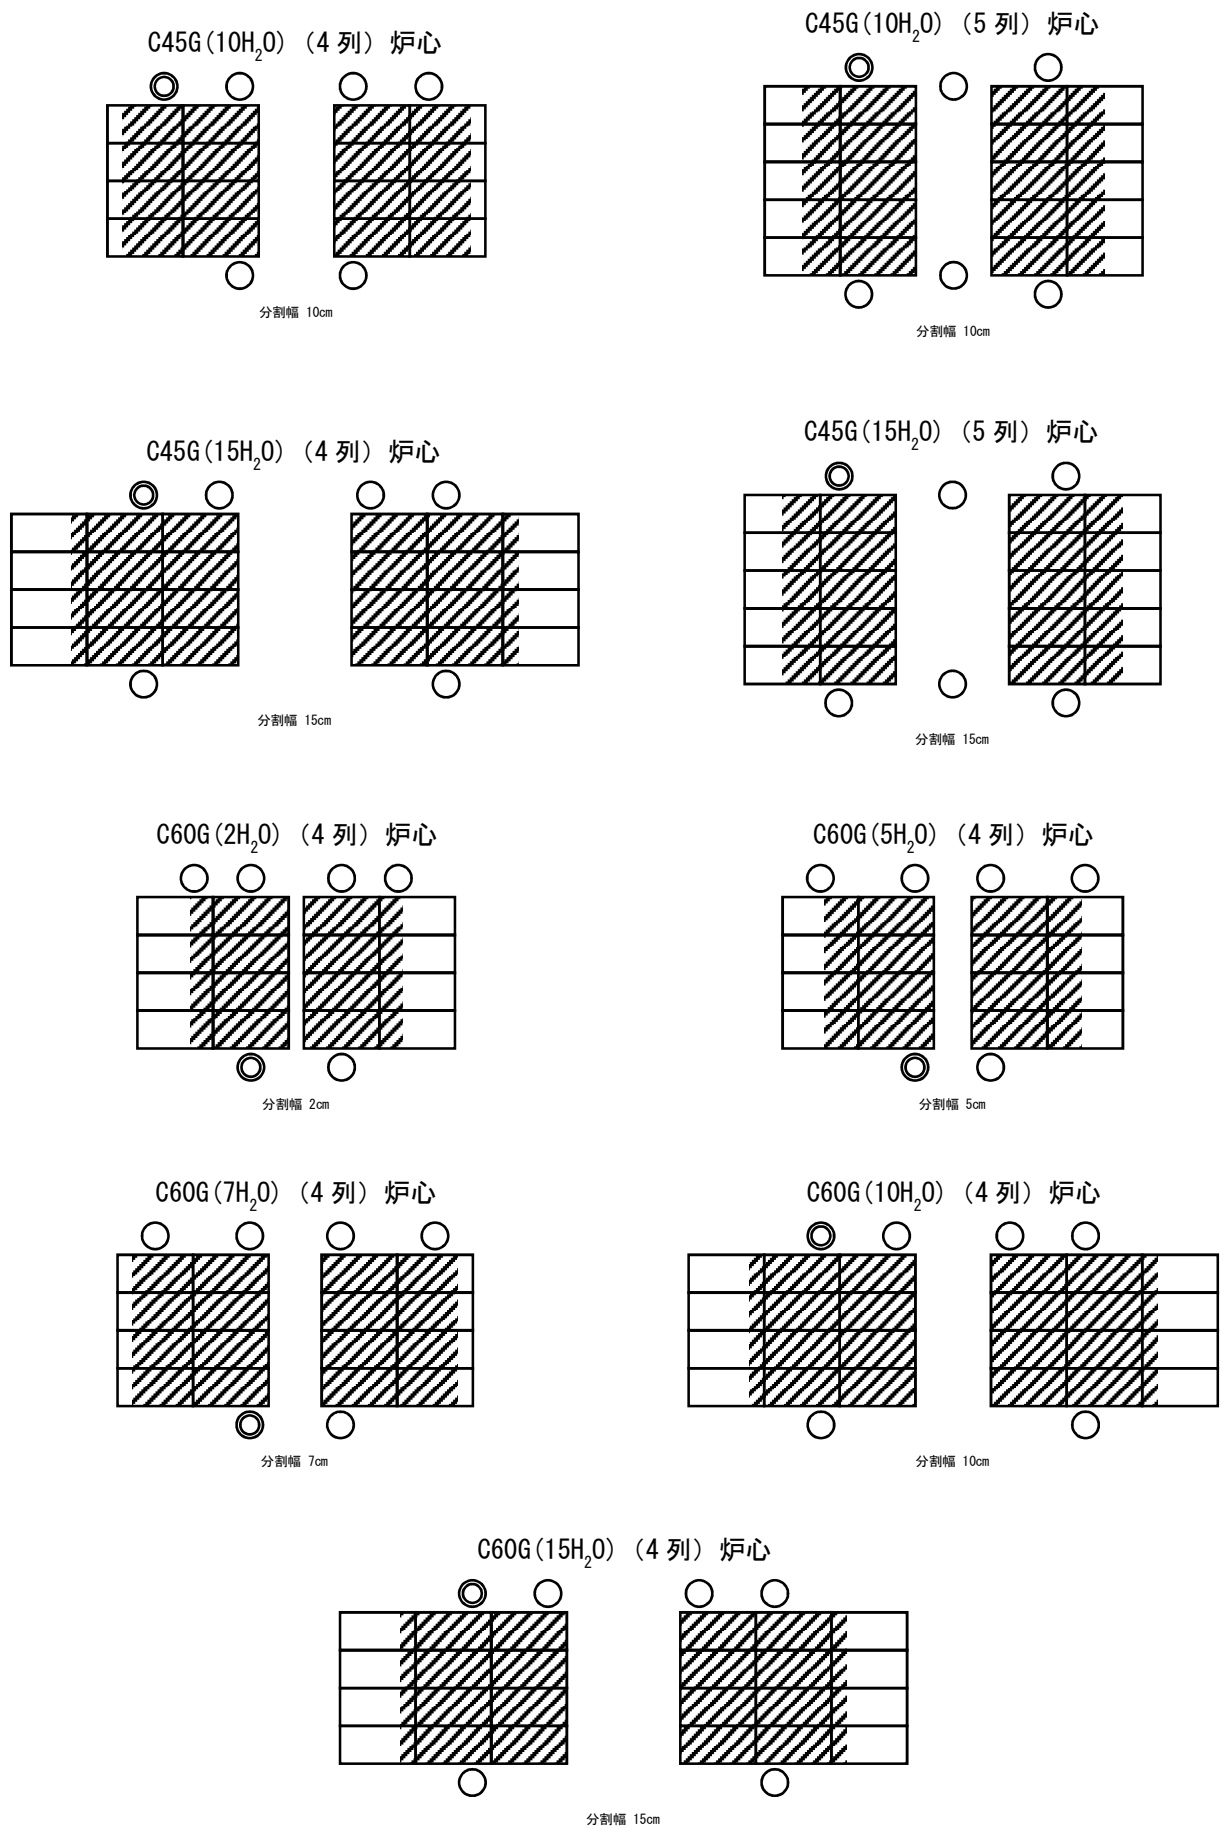 C45G(10H₂O)（4列）炉心
分割幅 10cm
C45G(10H₂O)（5列）炉心
分割幅 10cm
C45G(15H₂O)（4列）炉心
分割幅 15cm
C45G(15H₂O)（5列）炉心
分割幅 15cm
C60G(2H₂O)（4列）炉心
分割幅 2cm
C60G(5H₂O)（4列）炉心
分割幅 5cm
C60G(7H₂O)（4列）炉心
分割幅 7cm
C60G(10H₂O)（4列）炉心
分割幅 10cm
C60G(15H₂O)（4列）炉心
分割幅 15cm